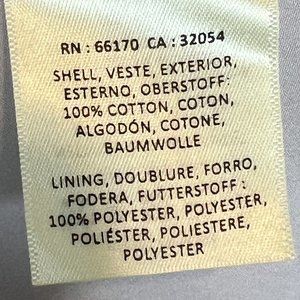 RN : 66170 CA : 32054
SHELL, VESTE, EXTERIOR,
ESTERNO, OBERSTOFF:
100% COTTON, COTON,
ALGODÓN, COTONE,
BAUMWOLLE
LINING, DOUBLURE, FORRO,
FODERA, FUTTERSTOFF :
100% POLYESTER, POLYESTER,
POLIÉSTER, POLIESTERE,
POLYESTER